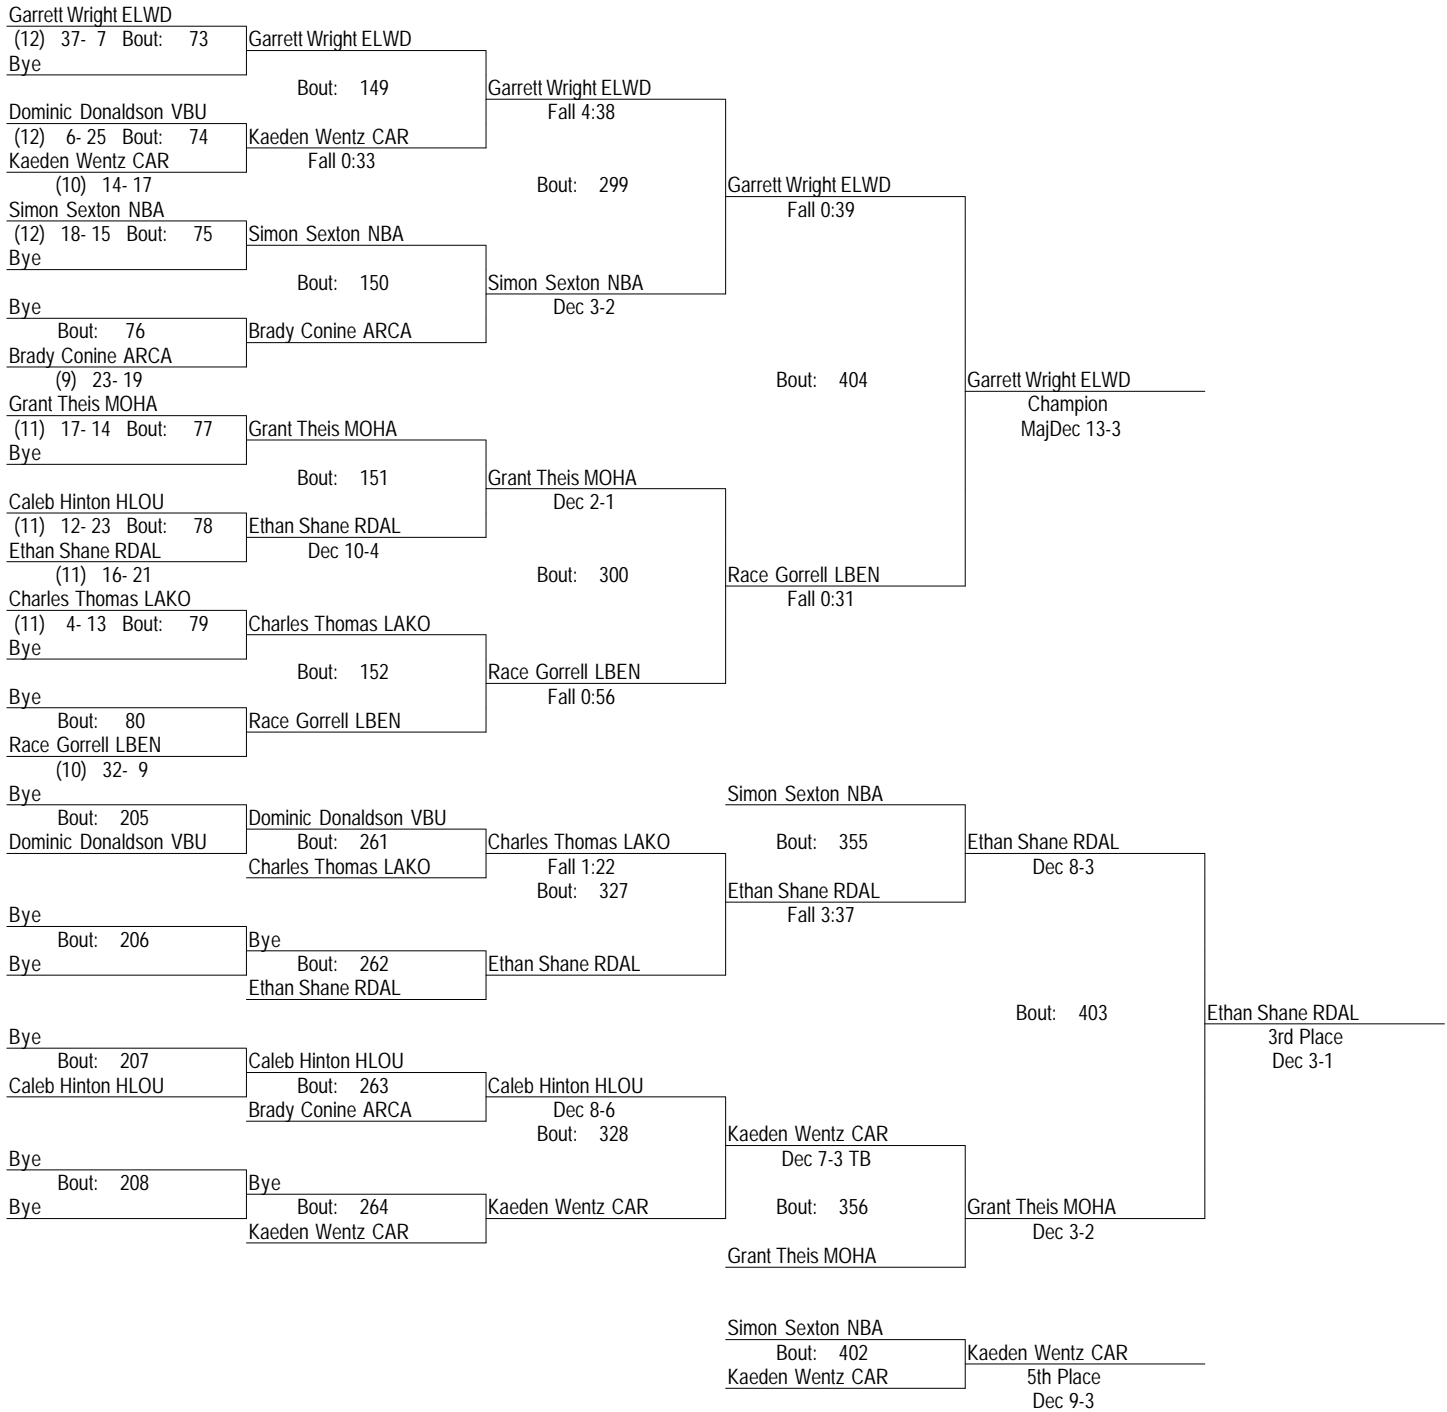 Garrett Wright ELWD
(12) 37- 7 Bout: 73 Garrett Wright ELWD
Bye
Bout: 149 Garrett Wright ELWD
Dominic Donaldson VBU Fall 4:38
(12) 6- 25 Bout: 74 Kaeden Wentz CAR
Kaeden Wentz CAR Fall 0:33
(10) 14- 17 Bout: 299 Garrett Wright ELWD
Simon Sexton NBA Fall 0:39
(12) 18- 15 Bout: 75 Simon Sexton NBA
Bye
Bout: 150 Simon Sexton NBA
Bye Dec 3-2
Bout: 76 Brady Conine ARCA
Brady Conine ARCA
(9) 23- 19 Bout: 404 Garrett Wright ELWD
Grant Theis MOHA Champion
(11) 17- 14 Bout: 77 Grant Theis MOHA MajDec 13-3
Bye
Bout: 151 Grant Theis MOHA
Caleb Hinton HLOU Dec 2-1
(11) 12- 23 Bout: 78 Ethan Shane RDAL
Ethan Shane RDAL Dec 10-4
(11) 16- 21 Bout: 300 Race Gorrell LBEN
Charles Thomas LAKO Fall 0:31
(11) 4- 13 Bout: 79 Charles Thomas LAKO
Bye
Bout: 152 Race Gorrell LBEN
Bye Fall 0:56
Bout: 80 Race Gorrell LBEN
Race Gorrell LBEN
(10) 32- 9
Bye Simon Sexton NBA
Bout: 205 Dominic Donaldson VBU
Dominic Donaldson VBU Bout: 261 Charles Thomas LAKO Bout: 355 Ethan Shane RDAL
Charles Thomas LAKO Fall 1:22 Dec 8-3
Bout: 327 Ethan Shane RDAL
Bye Fall 3:37
Bout: 206 Bye
Bye Bout: 262 Ethan Shane RDAL
Ethan Shane RDAL
Bout: 403 Ethan Shane RDAL
Bye 3rd Place
Bout: 207 Caleb Hinton HLOU Dec 3-1
Caleb Hinton HLOU Bout: 263 Caleb Hinton HLOU
Brady Conine ARCA Dec 8-6
Bout: 328 Kaeden Wentz CAR
Bye Dec 7-3 TB
Bout: 208 Bye
Bye Bout: 264 Kaeden Wentz CAR Bout: 356 Grant Theis MOHA
Kaeden Wentz CAR Dec 3-2
Grant Theis MOHA
Simon Sexton NBA
Bout: 402 Kaeden Wentz CAR
Kaeden Wentz CAR 5th Place
Dec 9-3